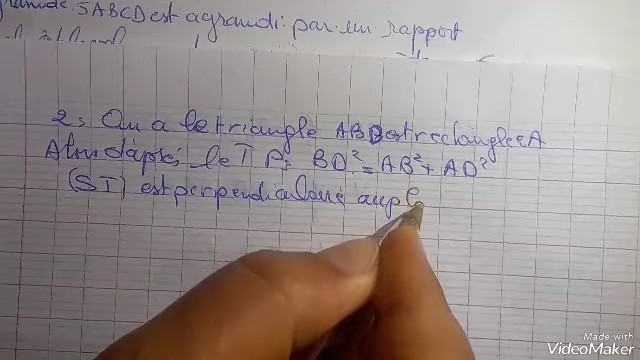 SABCD est agrandi par un rapport
2: On a le triangle ABD est rectangle A
Alors d'après le T P: BD² = AB² + AD²
(SI) est perpendiculaire au pl
Made with
VideoMaker